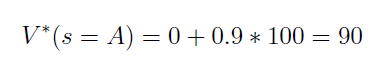 V*(s = A) = 0 + 0.9 * 100 = 90